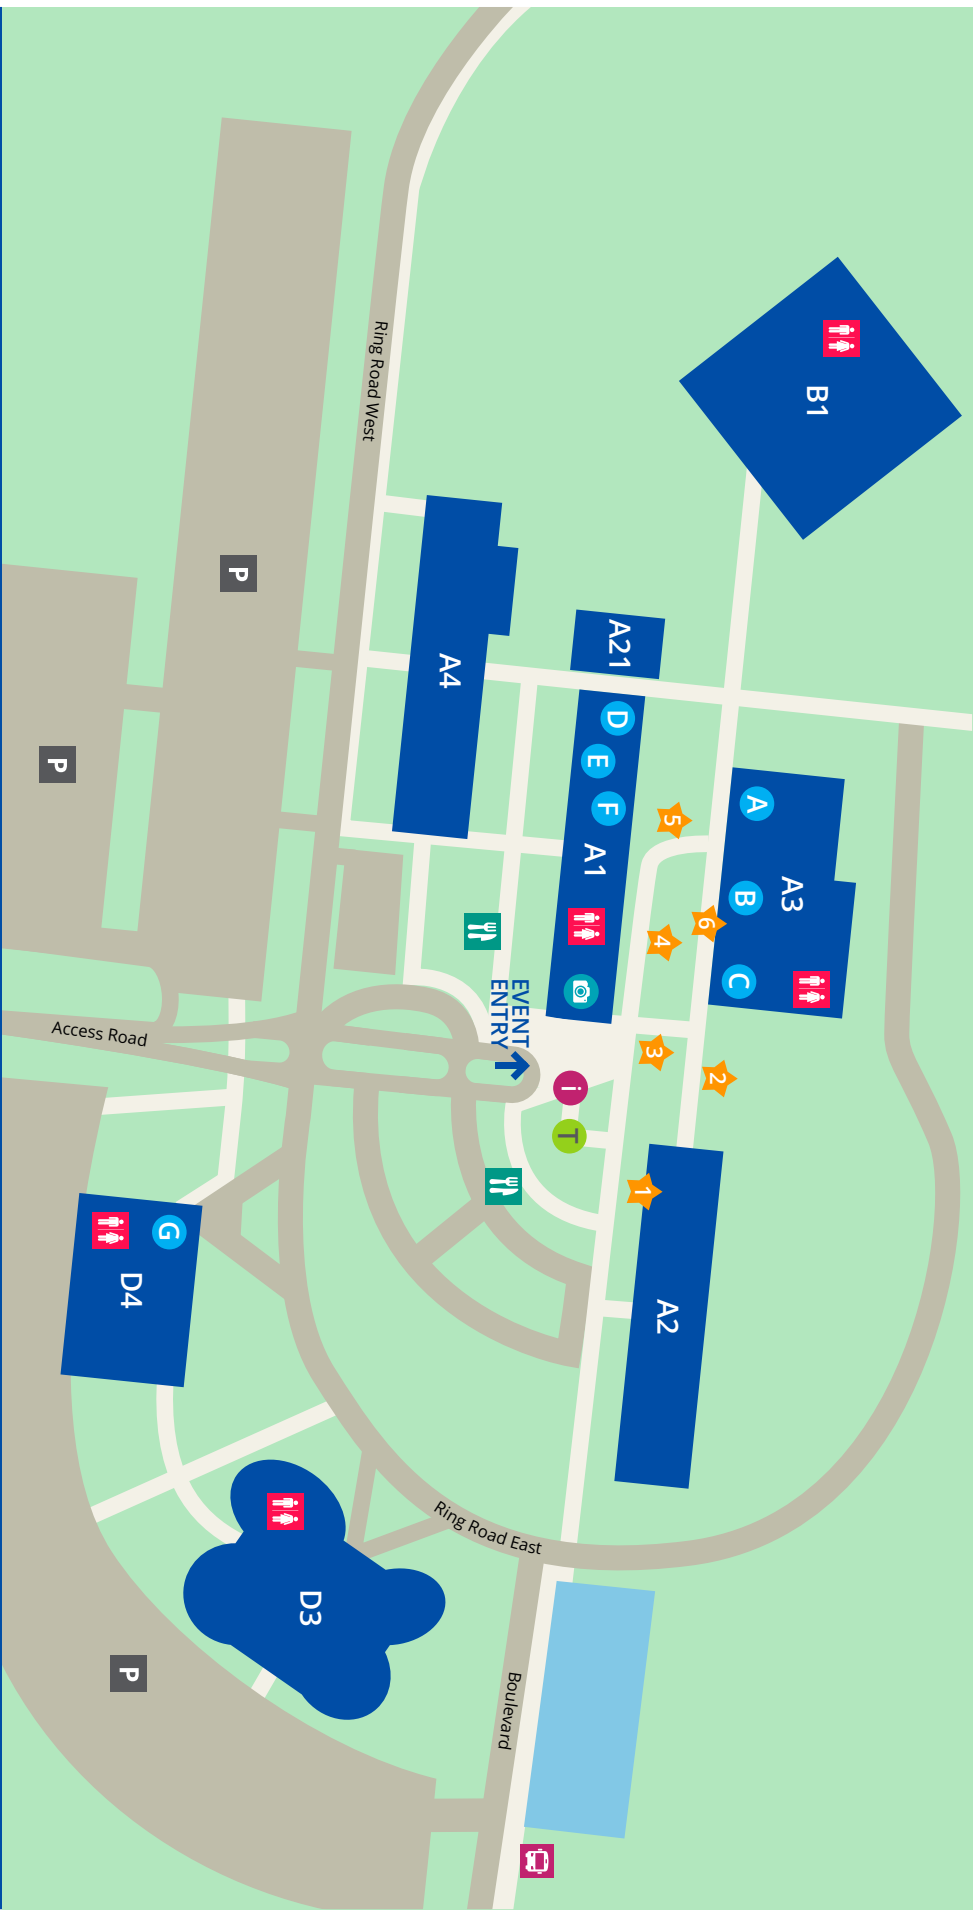 B1
A3
A
B
C
2
6
5
4
3
1
A2
A21
D
E
F
A1
i
T
EVENT
ENTRY
A4
Ring Road West
Ring Road East
Boulevard
P
P
Access Road
G
D4
D3
P